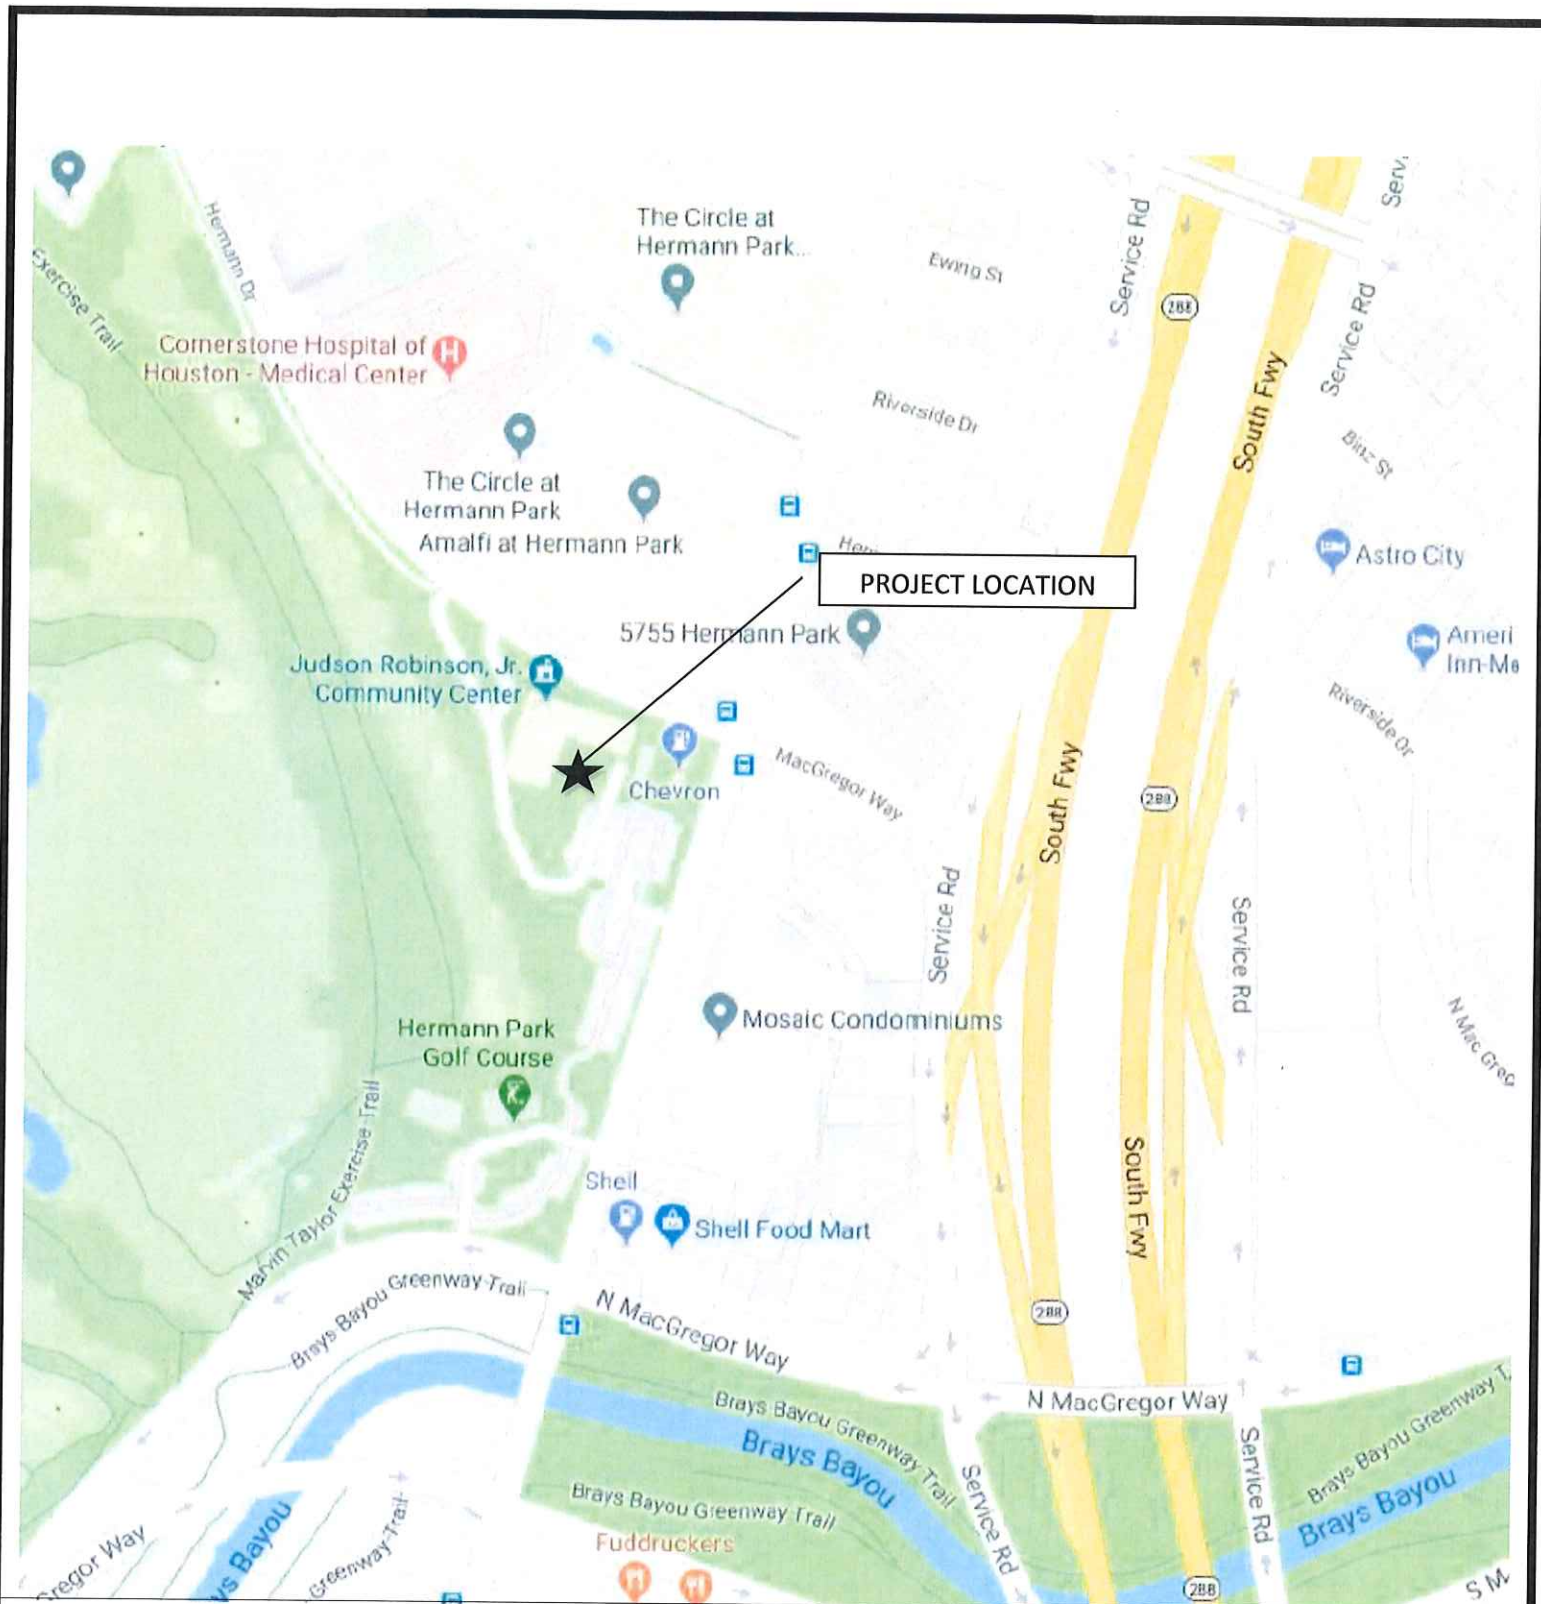 Serv.
The Circle at
Hermann Park...
Hermann Dr
Ewing St
Service Rd
Exercise Trail
288
Service Rd
Cornerstone Hospital of
Houston - Medical Center
South Fwy
Riverside Dr
Binz St
The Circle at
Hermann Park
Amalfi at Hermann Park
Astro City
PROJECT LOCATION
5755 Hermann Park
Ameri
Inn-Me
Judson Robinson, Jr.
Community Center
Riverside Dr
MacGregor Way
Chevron
South Fwy
288
Service Rd
Service Rd
Mosaic Condominiums
Hermann Park
Golf Course
N Mac Greg
Marvin Taylor Exercise Trail
South Fwy
Shell
Shell Food Mart
Brays Bayou Greenway Trail
N MacGregor Way
288
N MacGregor Way
Brays Bayou Greenway Trail
Brays Bayou
Brays Bayou Greenway T
Brays Bayou
Service Rd
Service Rd
Brays Bayou Greenway Trail
Fuddruckers
Gregor Way
ys Bayou
Greenway Trail
288
S M